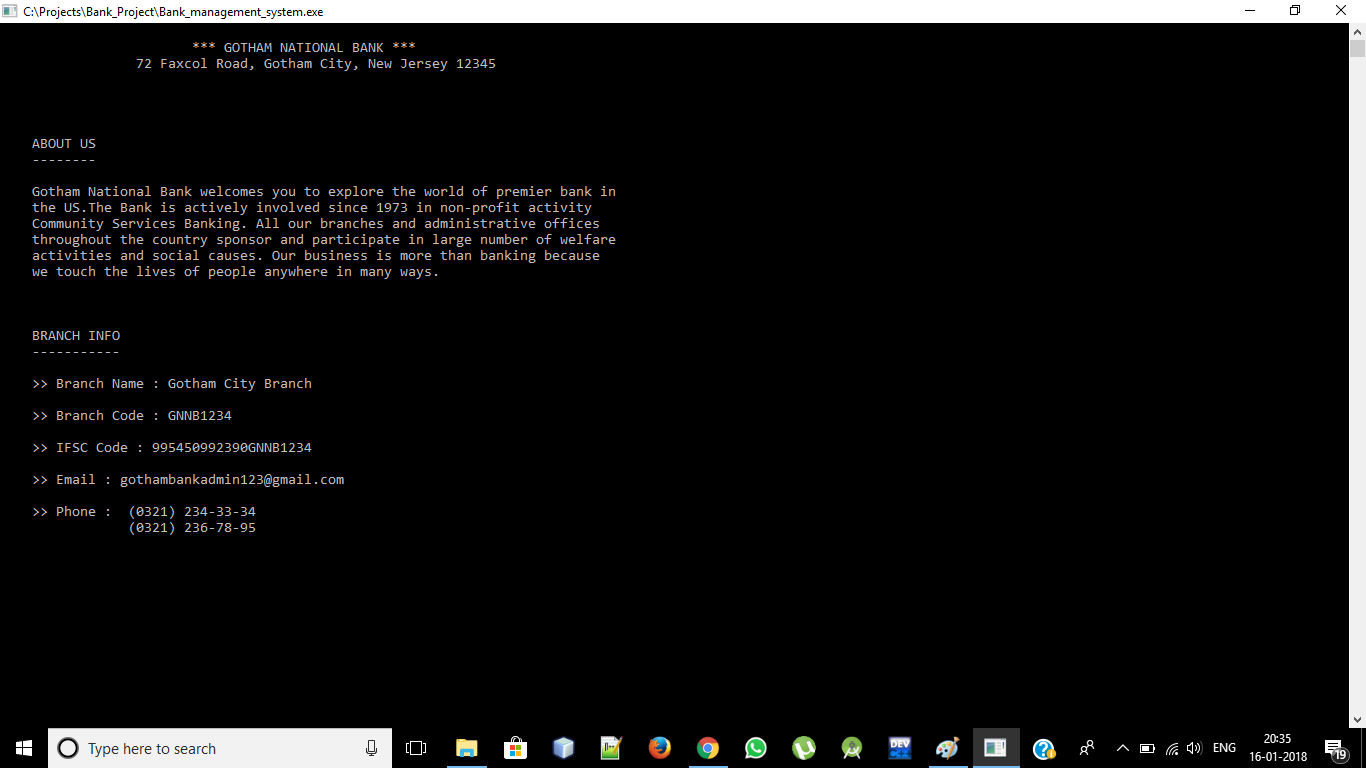 C:\Projects\Bank_Project\Bank_management_system.exe
*** GOTHAM NATIONAL BANK ***
72 Faxcol Road, Gotham City, New Jersey 12345
ABOUT US
--------
Gotham National Bank welcomes you to explore the world of premier bank in
the US.The Bank is actively involved since 1973 in non-profit activity
Community Services Banking. All our branches and administrative offices
throughout the country sponsor and participate in large number of welfare
activities and social causes. Our business is more than banking because
we touch the lives of people anywhere in many ways.
BRANCH INFO
-----------
>> Branch Name : Gotham City Branch
>> Branch Code : GNNB1234
>> IFSC Code : 995450992390GNNB1234
>> Email : gothambankadmin123@gmail.com
>> Phone :  (0321) 234-33-34
(0321) 236-78-95
Type here to search
DEV
ENG
20:35
16-01-2018
19